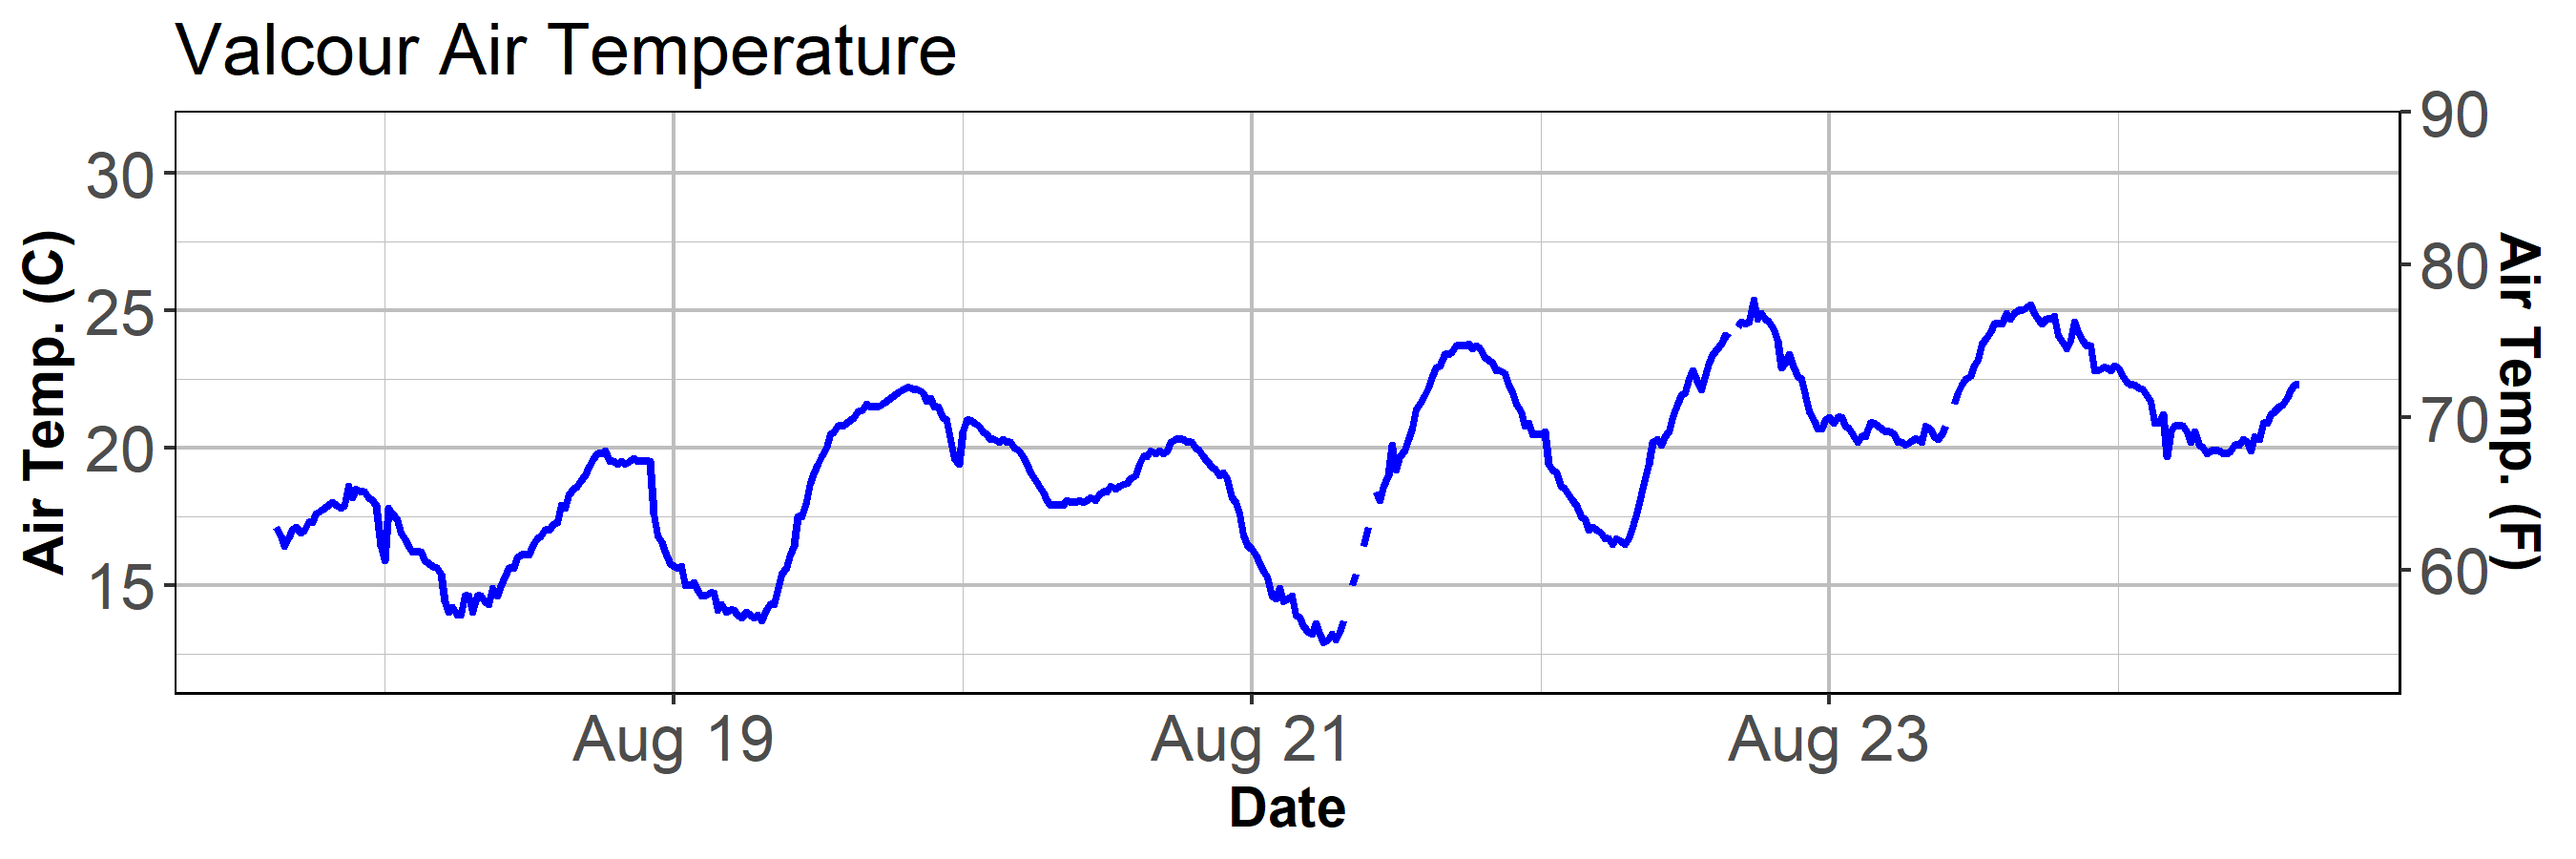 Valcour Air Temperature
Air Temp. (C)
30
25
20
15
90
80
70
60
Air Temp. (F)
Aug 19
Aug 21
Aug 23
Date